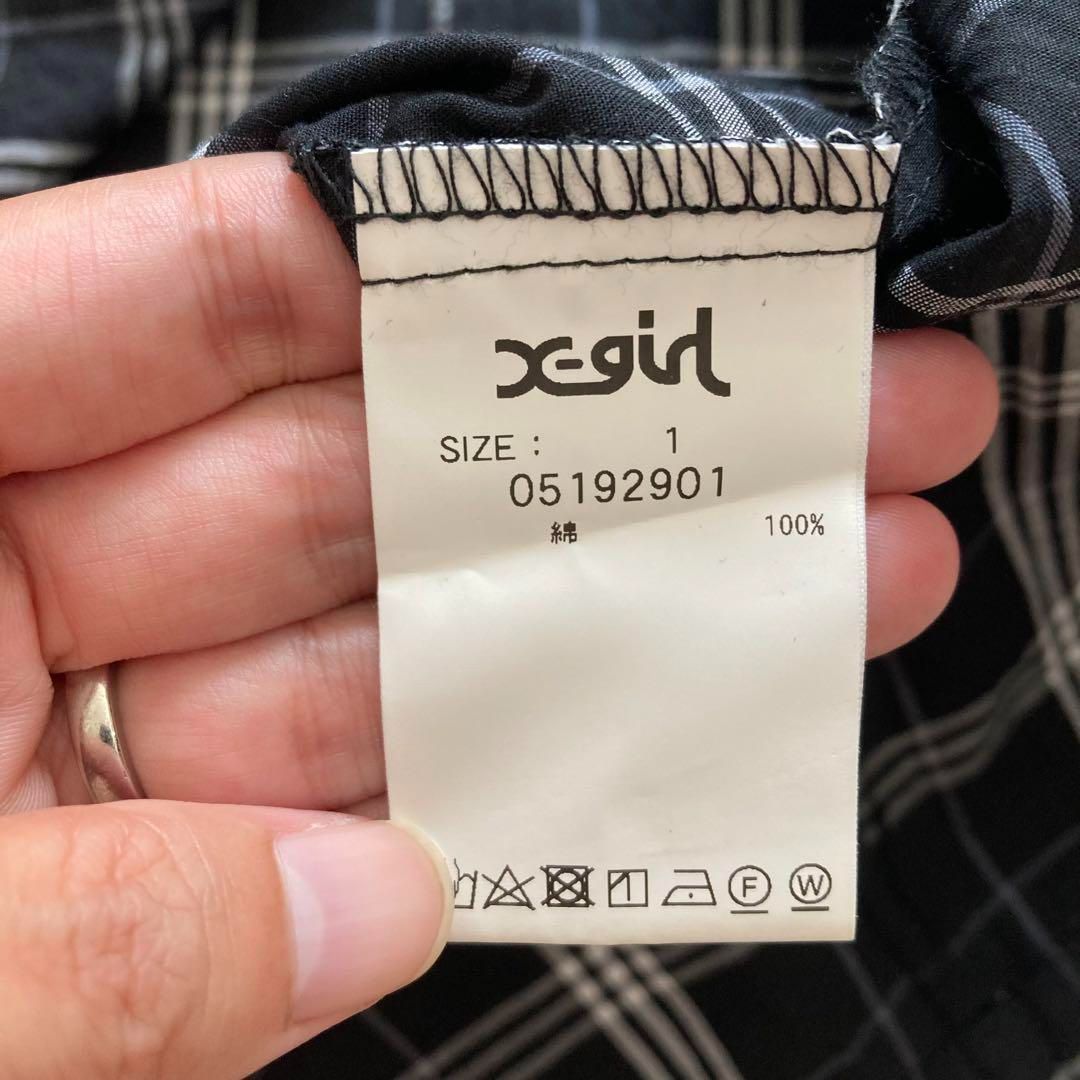 X-girl
SIZE : 1
05192901
綿 100%
F W